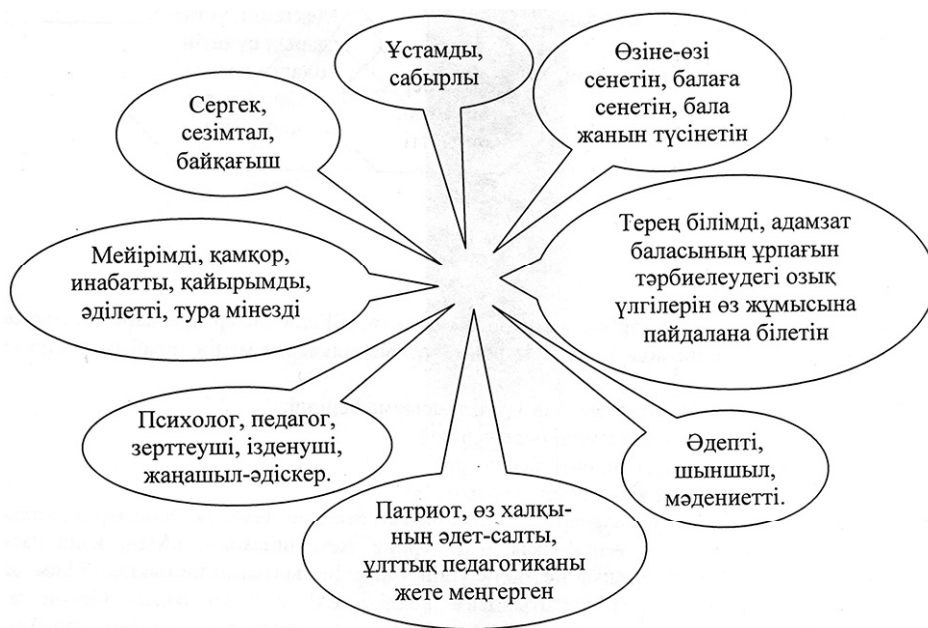 Ұстамды,
сабырлы
Өзіне-өзі
сенетін, балаға
сенетін, бала
жанын түсінетін
Сергек,
сезімтал,
байқағыш
Терең білімді, адамзат
баласының ұрпағын
тәрбиелеудегі озық
үлгілерін өз жұмысына
пайдалана білетін
Мейірімді, қамқор,
инабатты, қайырымды,
әділетті, тура мінезді
Психолог, педагог,
зерттеуші, ізденуші,
жаңашыл-әдіскер.
Әдепті,
шыншыл,
мәдениетті.
Патриот, өз халқы-
ның әдет-салты,
ұлттық педагогиканы
жете меңгерген